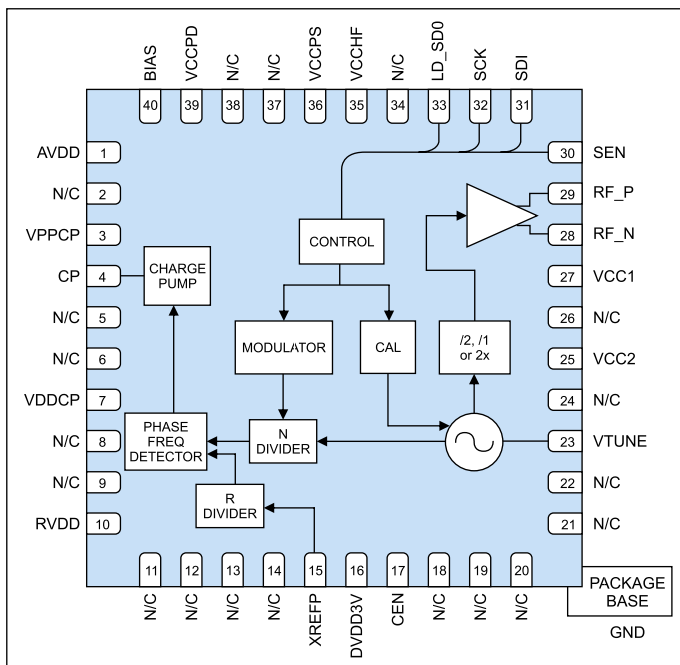 BIAS
VCCPD
N/C
N/C
VCCPS
VCCHF
N/C
LD_SD0
SCK
SDI
40
39
38
37
36
35
34
33
32
31
AVDD
1
30
SEN
N/C
2
29
RF_P
VPPCP
3
28
RF_N
CONTROL
CP
4
CHARGE
PUMP
27
VCC1
N/C
5
26
N/C
N/C
6
MODULATOR
CAL
/2, /1
or 2x
25
VCC2
VDDCP
7
24
N/C
N/C
8
PHASE
FREQ
DETECTOR
N
DIVIDER
23
VTUNE
N/C
9
22
N/C
R
DIVIDER
RVDD
10
21
N/C
11
12
13
14
15
16
17
18
19
20
N/C
N/C
N/C
N/C
XREFP
DVDD3V
CEN
N/C
N/C
N/C
PACKAGE
BASE
GND